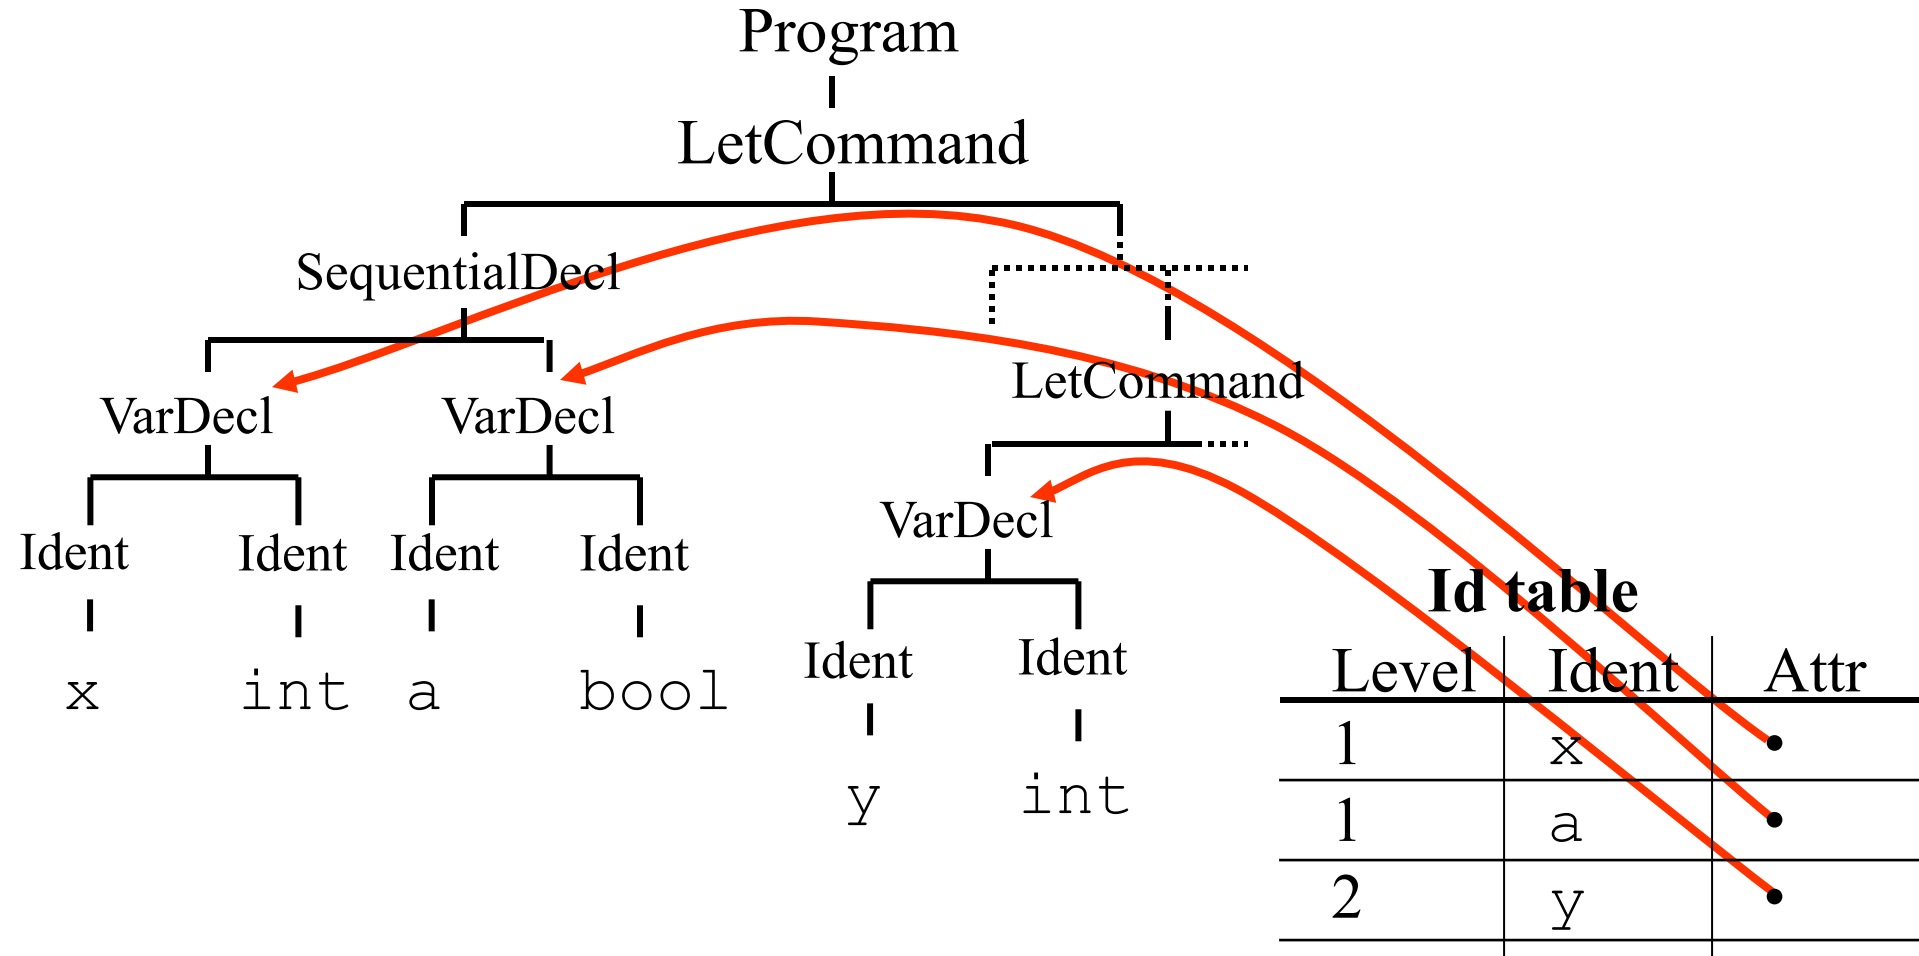 Program
LetCommand
SequentialDecl
LetCommand
VarDecl VarDecl
VarDecl
Ident Ident Ident Ident
Ident Ident
x int a bool
y int
Id table
Level Ident Attr
1 x
1 a
2 y